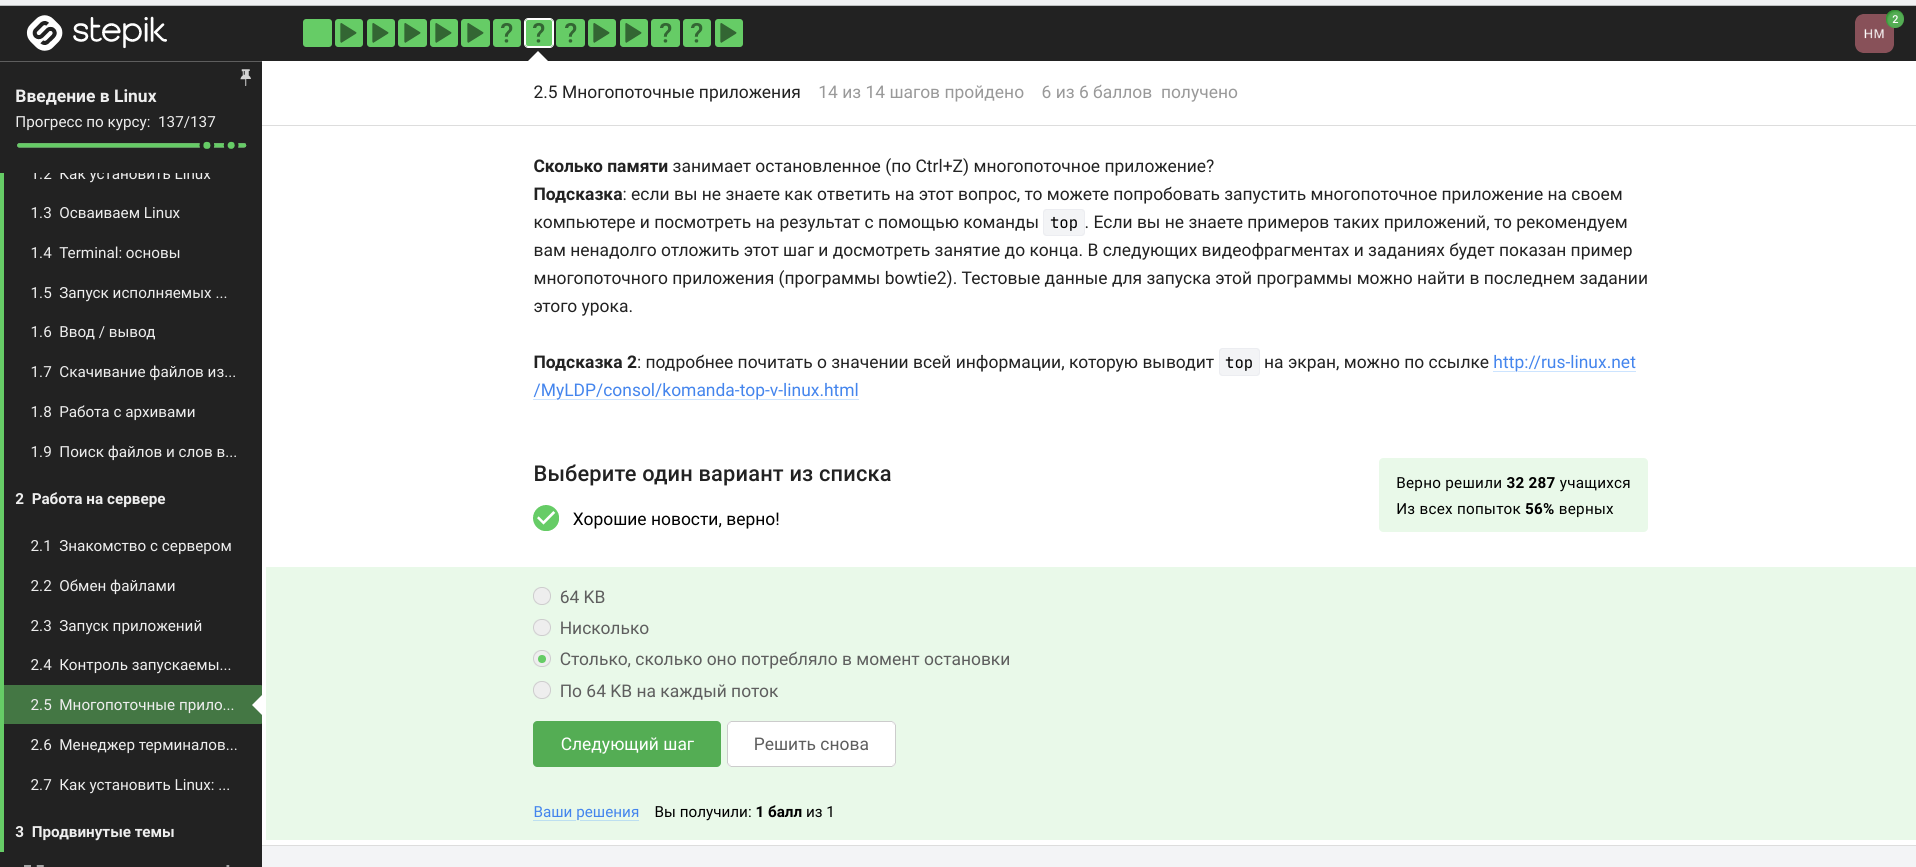 stepik
? ? ? ? ?
НМ
2
Введение в Linux
Прогресс по курсу: 137/137
1.2 Как установить Linux
1.3 Осваиваем Linux
1.4 Terminal: основы
1.5 Запуск исполняемых ...
1.6 Ввод / вывод
1.7 Скачивание файлов из...
1.8 Работа с архивами
1.9 Поиск файлов и слов в...
2 Работа на сервере
2.1 Знакомство с сервером
2.2 Обмен файлами
2.3 Запуск приложений
2.4 Контроль запускаемы...
2.5 Многопоточные прило...
2.6 Менеджер терминалов...
2.7 Как установить Linux: ...
3 Продвинутые темы
2.5 Многопоточные приложения 14 из 14 шагов пройдено 6 из 6 баллов получено
Сколько памяти занимает остановленное (по Ctrl+Z) многопоточное приложение?
Подсказка: если вы не знаете как ответить на этот вопрос, то можете попробовать запустить многопоточное приложение на своем
компьютере и посмотреть на результат с помощью команды top. Если вы не знаете примеров таких приложений, то рекомендуем
вам ненадолго отложить этот шаг и досмотреть занятие до конца. В следующих видеофрагментах и заданиях будет показан пример
многопоточного приложения (программы bowtie2). Тестовые данные для запуска этой программы можно найти в последнем задании
этого урока.
Подсказка 2: подробнее почитать о значении всей информации, которую выводит top на экран, можно по ссылке http://rus-linux.net
/MyLDP/consol/komanda-top-v-linux.html
Выберите один вариант из списка
Хорошие новости, верно!
Верно решили 32 287 учащихся
Из всех попыток 56% верных
64 KB
Нисколько
Столько, сколько оно потребляло в момент остановки
По 64 KB на каждый поток
Следующий шаг
Решить снова
Ваши решения Вы получили: 1 балл из 1